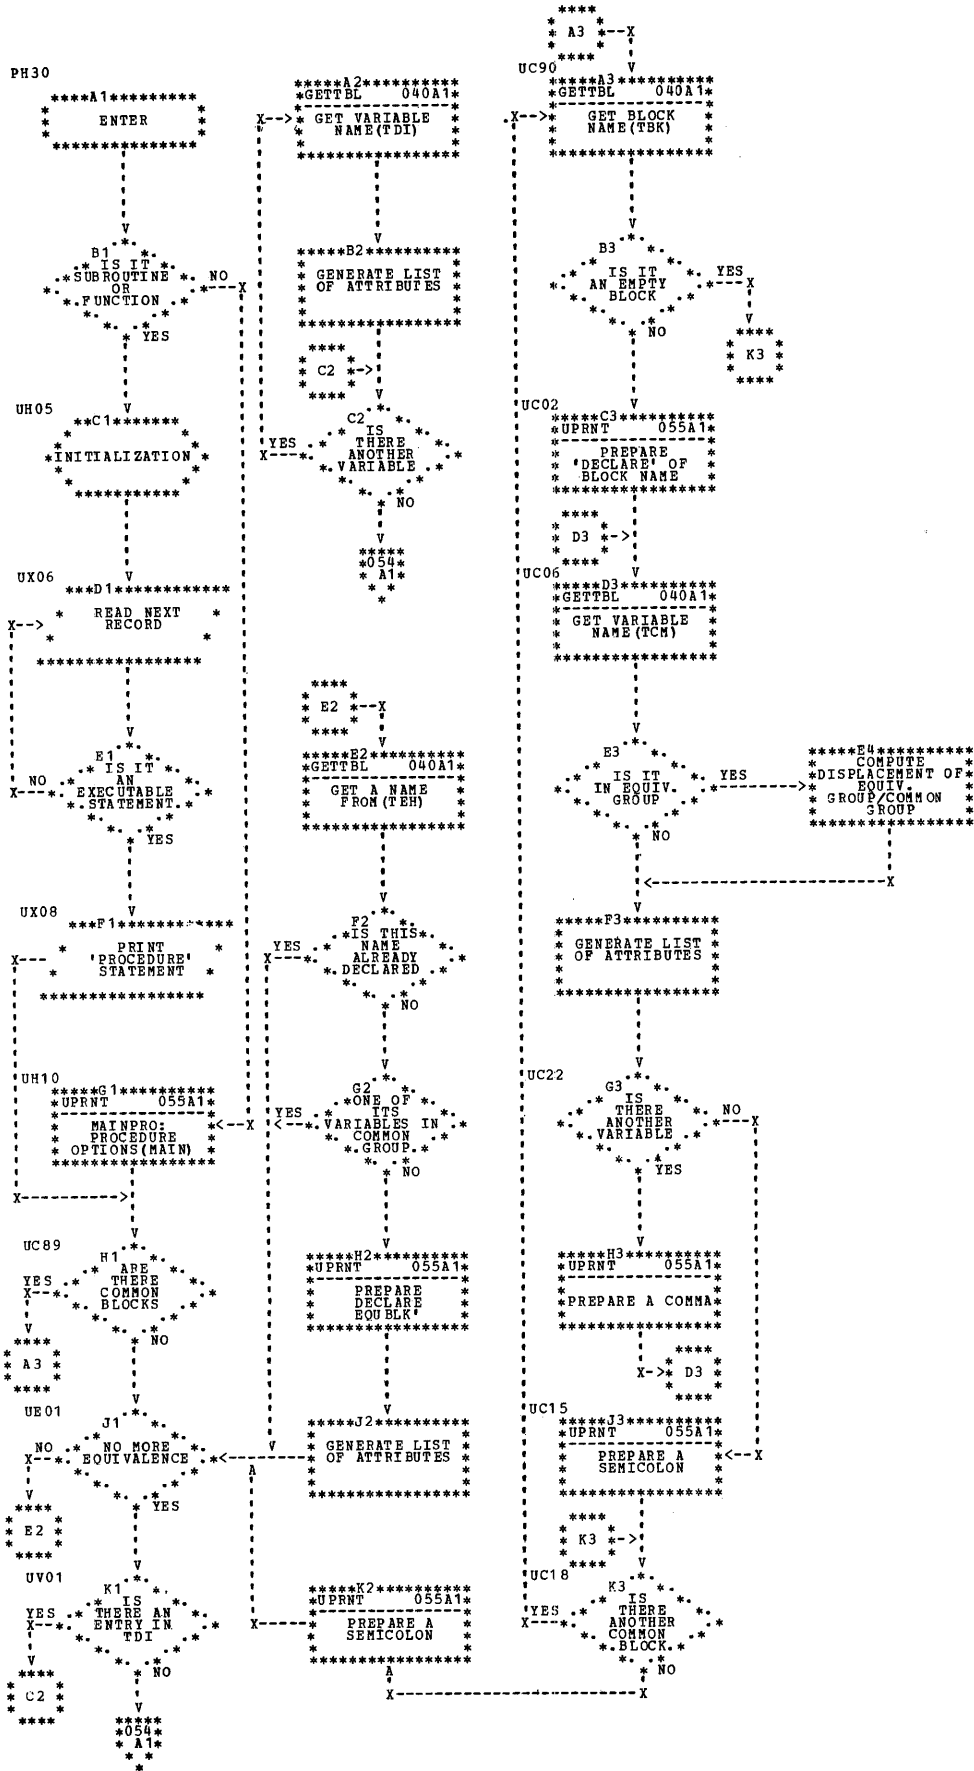 PH30
A1
ENTER
B1
IS IT
SUBROUTINE
OR
FUNCTION
NO
YES
UH05
C1
INITIALIZATION
UX06
D1
READ NEXT
RECORD
E1
IS IT
AN
EXECUTABLE
STATEMENT
NO
YES
UX08
F1
PRINT
'PROCEDURE'
STATEMENT
UH10
G1
UPRNT 055A1
MAINPRO:
PROCEDURE
OPTIONS(MAIN)
UC89
H1
ARE
THERE
COMMON
BLOCKS
YES
NO
A3
UE01
J1
NO MORE
EQUIVALENCE
NO
YES
E2
UV01
K1
IS
THERE AN
ENTRY IN
TDI
YES
NO
C2
054
A1
A2
GETTBL 040A1
GET VARIABLE
NAME(TDI)
B2
GENERATE LIST
OF ATTRIBUTES
C2
C2
IS
THERE
ANOTHER
VARIABLE
YES
NO
054
A1
E2
E2
GETTBL 040A1
GET A NAME
FROM(TEH)
F2
IS THIS
NAME
ALREADY
DECLARED
YES
NO
G2
ONE OF
ITS
VARIABLES IN
COMMON
GROUP
YES
NO
H2
UPRNT 055A1
PREPARE
DECLARE
EQUBLK'
J2
GENERATE LIST
OF ATTRIBUTES
K2
UPRNT 055A1
PREPARE A
SEMICOLON
A3
UC90
A3
GETTBL 040A1
GET BLOCK
NAME(TBK)
B3
IS IT
AN EMPTY
BLOCK
YES
NO
K3
UC02
C3
UPRNT 055A1
PREPARE
'DECLARE' OF
BLOCK NAME
D3
UC06
D3
GETTBL 040A1
GET VARIABLE
NAME(TCM)
E3
IS IT
IN EQUIV.
GROUP
YES
NO
E4
COMPUTE
DISPLACEMENT OF
EQUIV.
GROUP/COMMON
GROUP
F3
GENERATE LIST
OF ATTRIBUTES
UC22
G3
IS
THERE
ANOTHER
VARIABLE
NO
YES
H3
UPRNT 055A1
PREPARE A COMMA
D3
UC15
J3
UPRNT 055A1
PREPARE A
SEMICOLON
K3
UC18
K3
IS
THERE
ANOTHER
COMMON
BLOCK
YES
NO